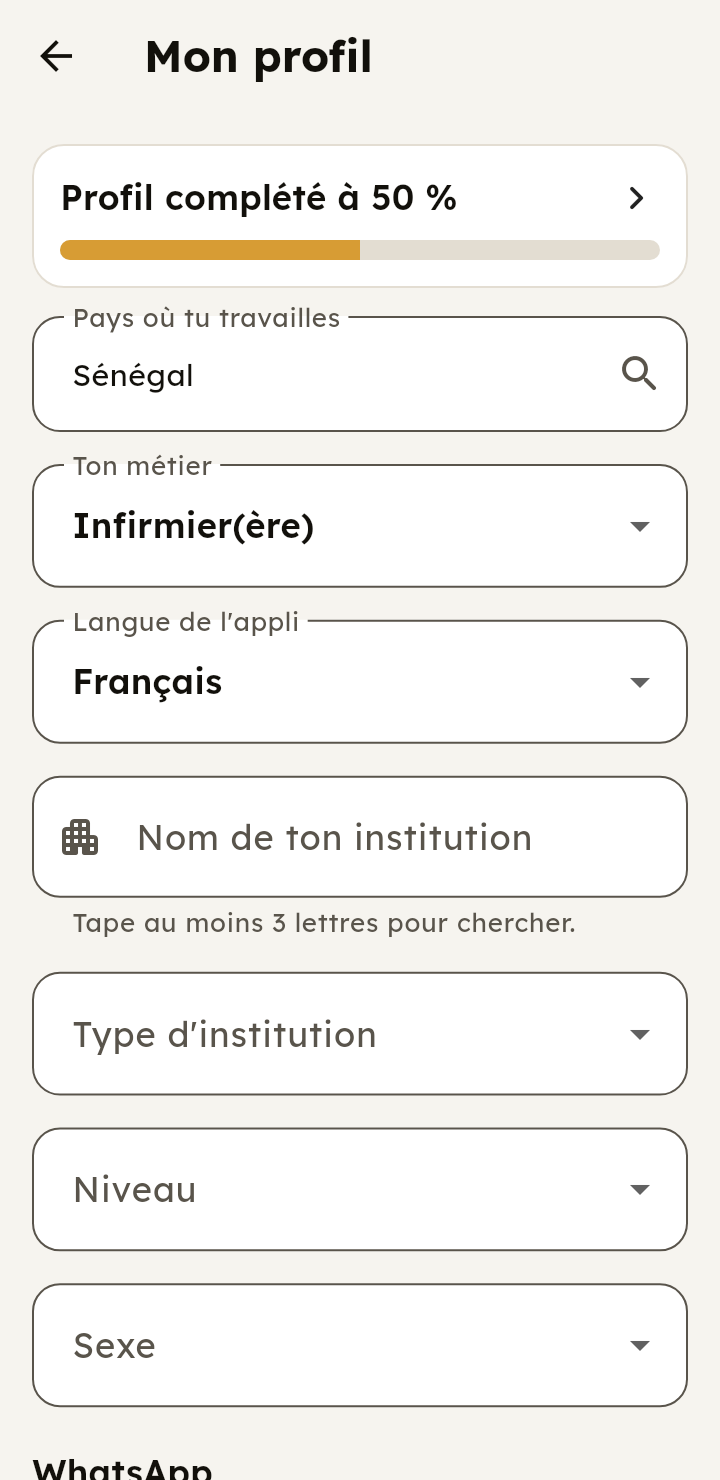 Mon profil
Profil complété à 50 %
Pays où tu travailles
Sénégal
Ton métier
Infirmier(ère)
Langue de l'appli
Français
Nom de ton institution
Tape au moins 3 lettres pour chercher.
Type d'institution
Niveau
Sexe
WhatsApp